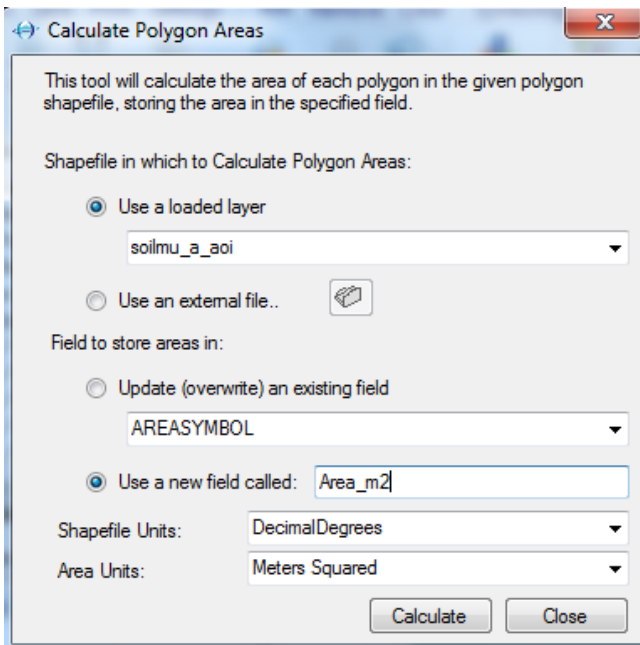 Calculate Polygon Areas
This tool will calculate the area of each polygon in the given polygon
shapefile, storing the area in the specified field.
Shapefile in which to Calculate Polygon Areas:
Use a loaded layer
soilmu_a_aoi
Use an external file..
Field to store areas in:
Update (overwrite) an existing field
AREASYMBOL
Use a new field called: Area_m2
Shapefile Units: DecimalDegrees
Area Units: Meters Squared
Calculate Close